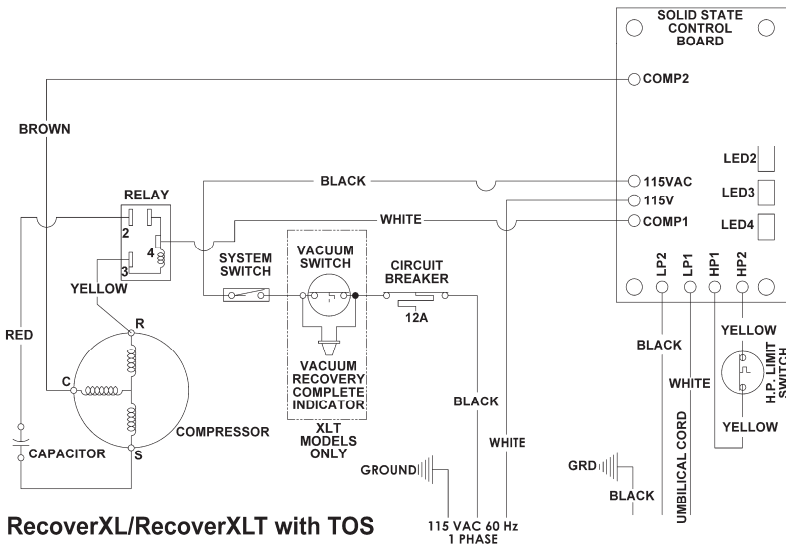 SOLID STATE
CONTROL
BOARD
COMP2
BROWN
LED2
BLACK
115VAC
RELAY
LED3
115V
WHITE
COMP1
LED4
2
4
3
VACUUM
SWITCH
SYSTEM
SWITCH
CIRCUIT
BREAKER
LP2
LP1
HP1
HP2
YELLOW
12A
R
YELLOW
RED
BLACK
H.P. LIMIT
SWITCH
VACUUM
RECOVERY
COMPLETE
INDICATOR
C
WHITE
BLACK
YELLOW
COMPRESSOR
XLT
MODELS
ONLY
WHITE
S
CAPACITOR
GROUND
GRD
BLACK
UMBILICAL CORD
RecoverXL/RecoverXLT with TOS
115 VAC 60 Hz
1 PHASE